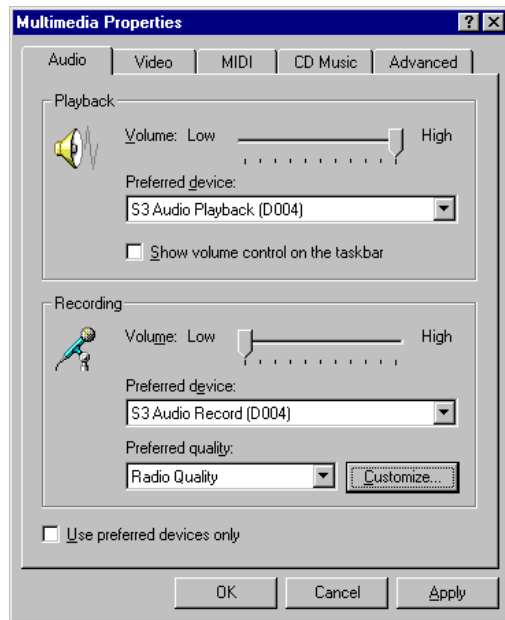 Multimedia Properties
Audio Video MIDI CD Music Advanced
Playback
Volume: Low High
Preferred device:
S3 Audio Playback (D004)
Show volume control on the taskbar
Recording
Volume: Low High
Preferred device:
S3 Audio Record (D004)
Preferred quality:
Radio Quality Customize...
Use preferred devices only
OK Cancel Apply